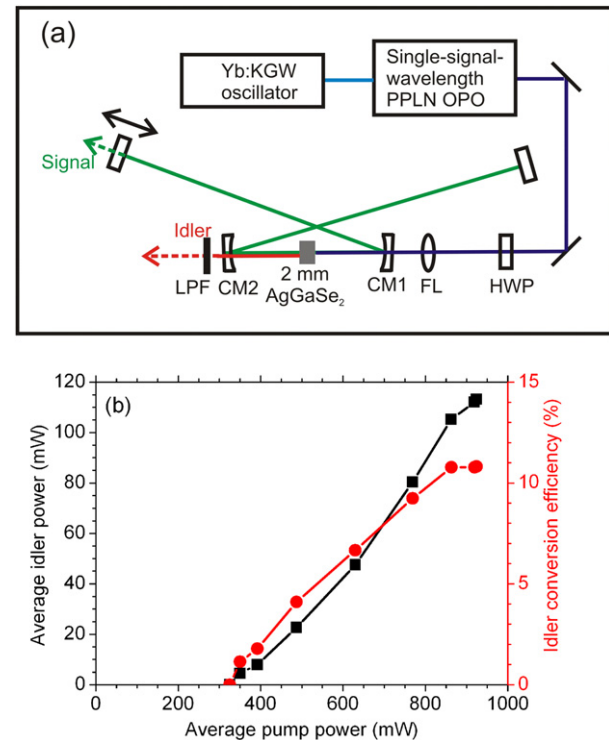 (a)
Yb:KGW
oscillator
Single-signal-
wavelength
PPLN OPO
Signal
Idler
LPF
CM2
2 mm
AgGaSe₂
CM1
FL
HWP
(b)
Average idler power (mW)
120
100
80
60
40
20
0
Idler conversion efficiency (%)
15
10
5
0
0 200 400 600 800 1000
Average pump power (mW)